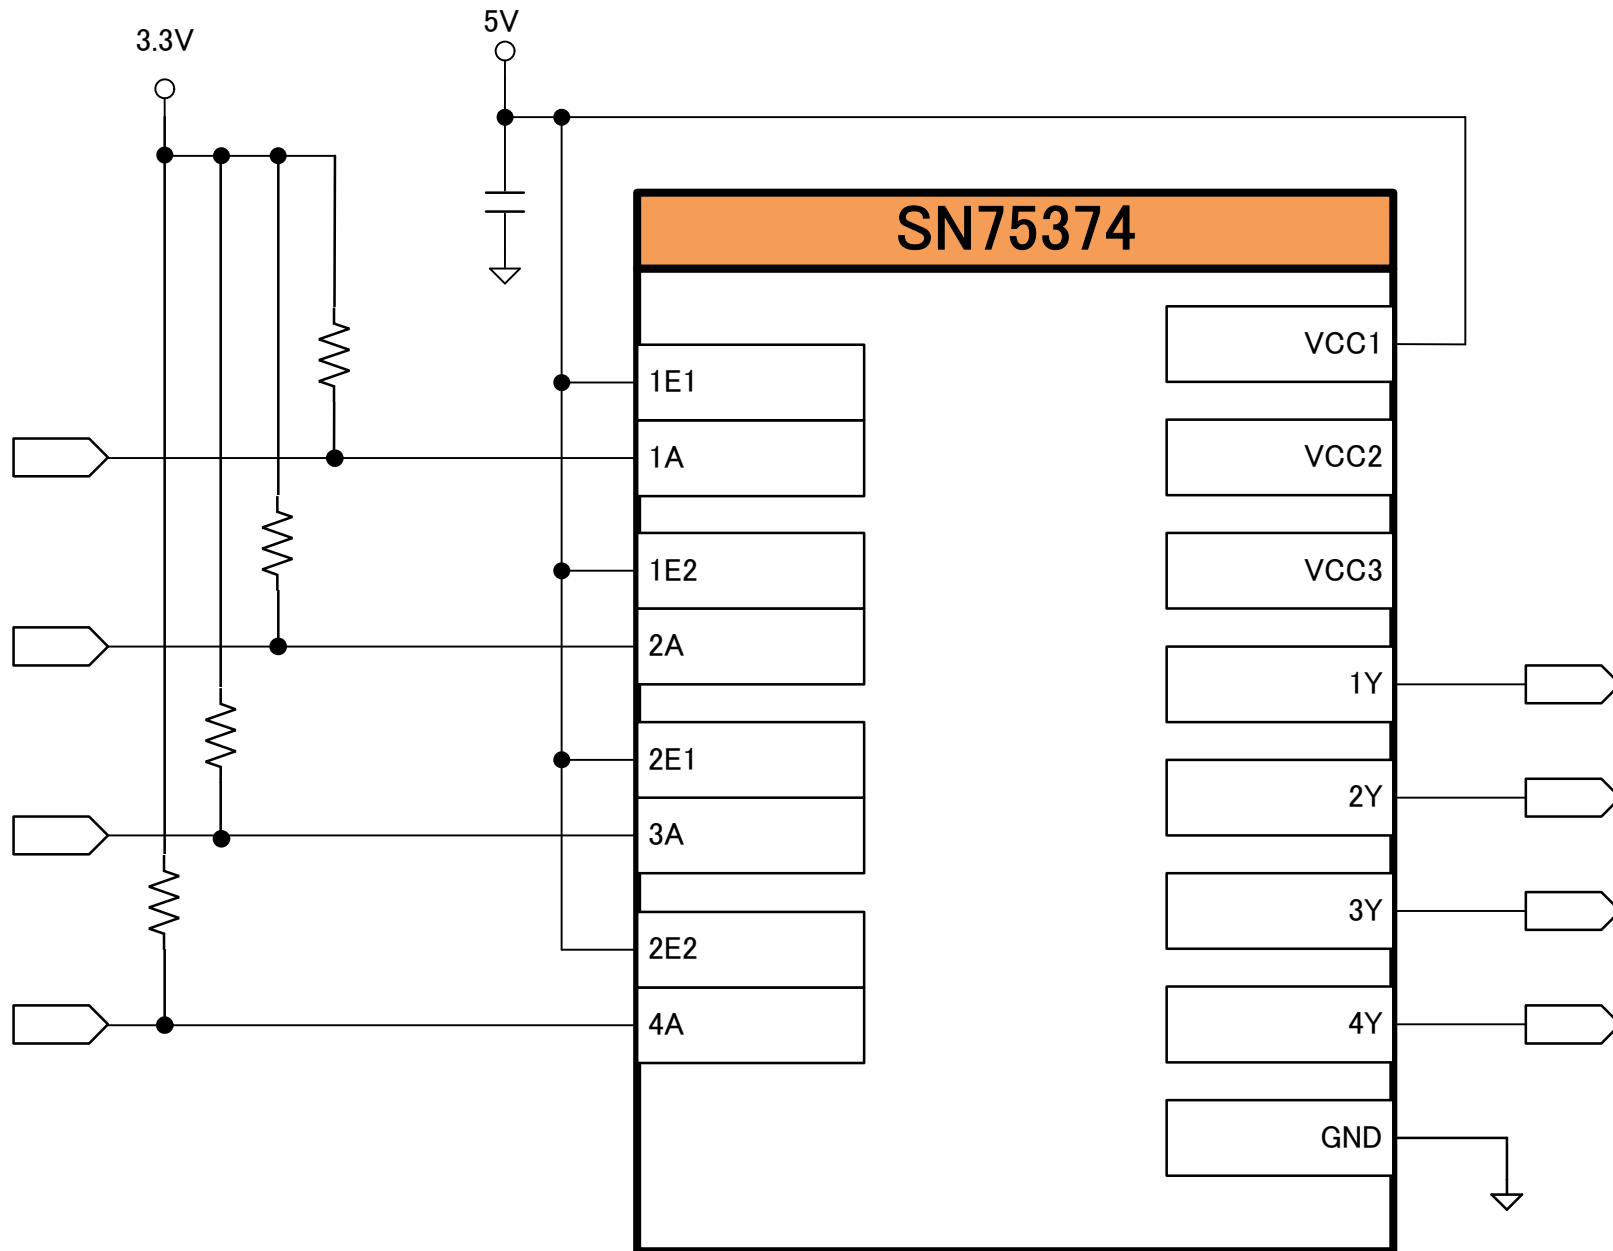 3.3V
5V
SN75374
1E1
1A
1E2
2A
2E1
3A
2E2
4A
VCC1
VCC2
VCC3
1Y
2Y
3Y
4Y
GND